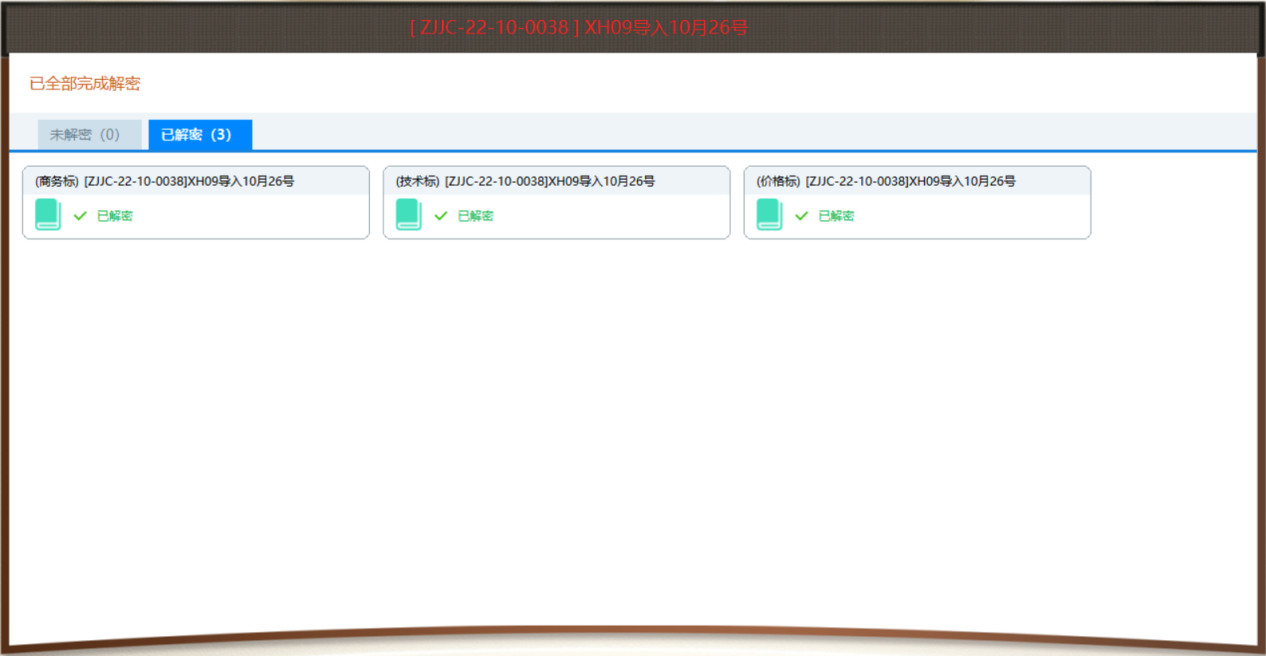 [ ZJJC-22-10-0038 ] XH09导入10月26号
已全部完成解密
未解密（0） 已解密（3）
(商务标) [ZJJC-22-10-0038]XH09导入10月26号
已解密
(技术标) [ZJJC-22-10-0038]XH09导入10月26号
已解密
(价格标) [ZJJC-22-10-0038]XH09导入10月26号
已解密